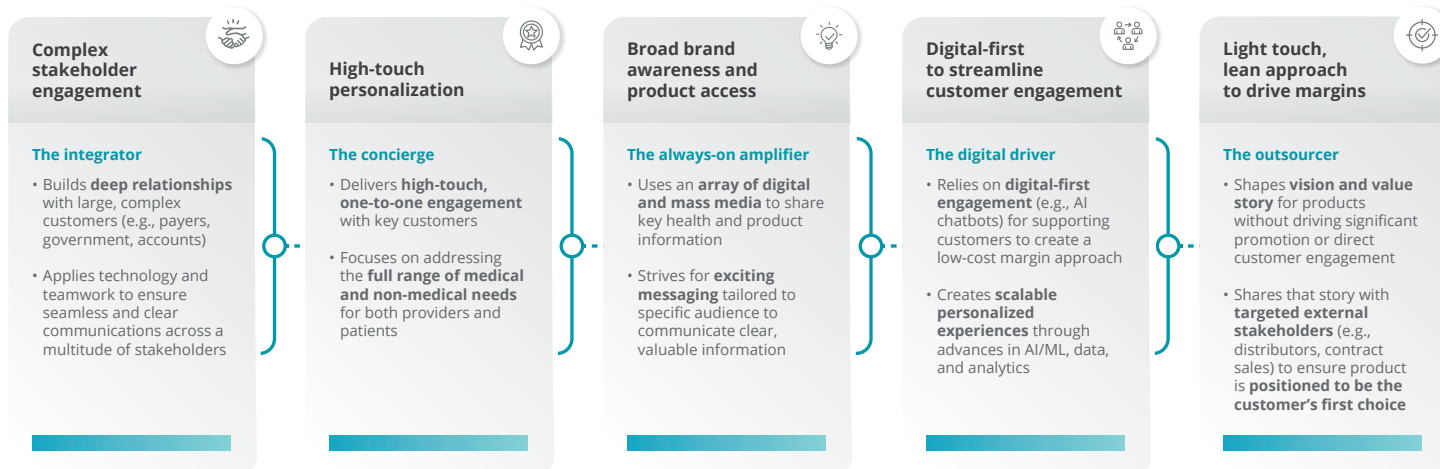 Complex
stakeholder
engagement
The integrator
• Builds deep relationships
with large, complex
customers (e.g., payers,
government, accounts)
• Applies technology and
teamwork to ensure
seamless and clear
communications across a
multitude of stakeholders
High-touch
personalization
The concierge
• Delivers high-touch,
one-to-one engagement
with key customers
• Focuses on addressing
the full range of medical
and non-medical needs
for both providers and
patients
Broad brand
awareness and
product access
The always-on amplifier
• Uses an array of digital
and mass media to share
key health and product
information
• Strives for exciting
messaging tailored to
specific audience to
communicate clear,
valuable information
Digital-first
to streamline
customer engagement
The digital driver
• Relies on digital-first
engagement (e.g., AI
chatbots) for supporting
customers to create a
low-cost margin approach
• Creates scalable
personalized
experiences through
advances in AI/ML, data,
and analytics
Light touch,
lean approach
to drive margins
The outsourcer
• Shapes vision and value
story for products
without driving significant
promotion or direct
customer engagement
• Shares that story with
targeted external
stakeholders (e.g.,
distributors, contract
sales) to ensure product
is positioned to be the
customer’s first choice